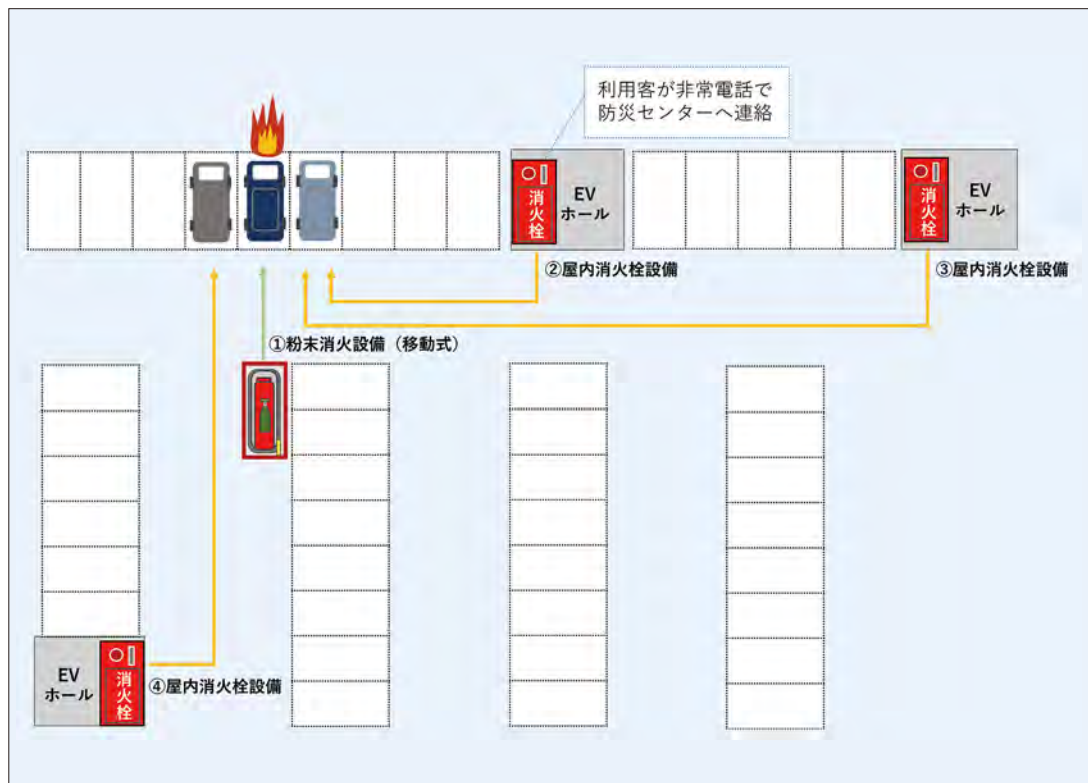 利用客が非常電話で
防災センターへ連絡
消火栓
EV
ホール
消火栓
EV
ホール
②屋内消火栓設備
③屋内消火栓設備
①粉末消火設備（移動式）
EV
ホール
消火栓
④屋内消火栓設備